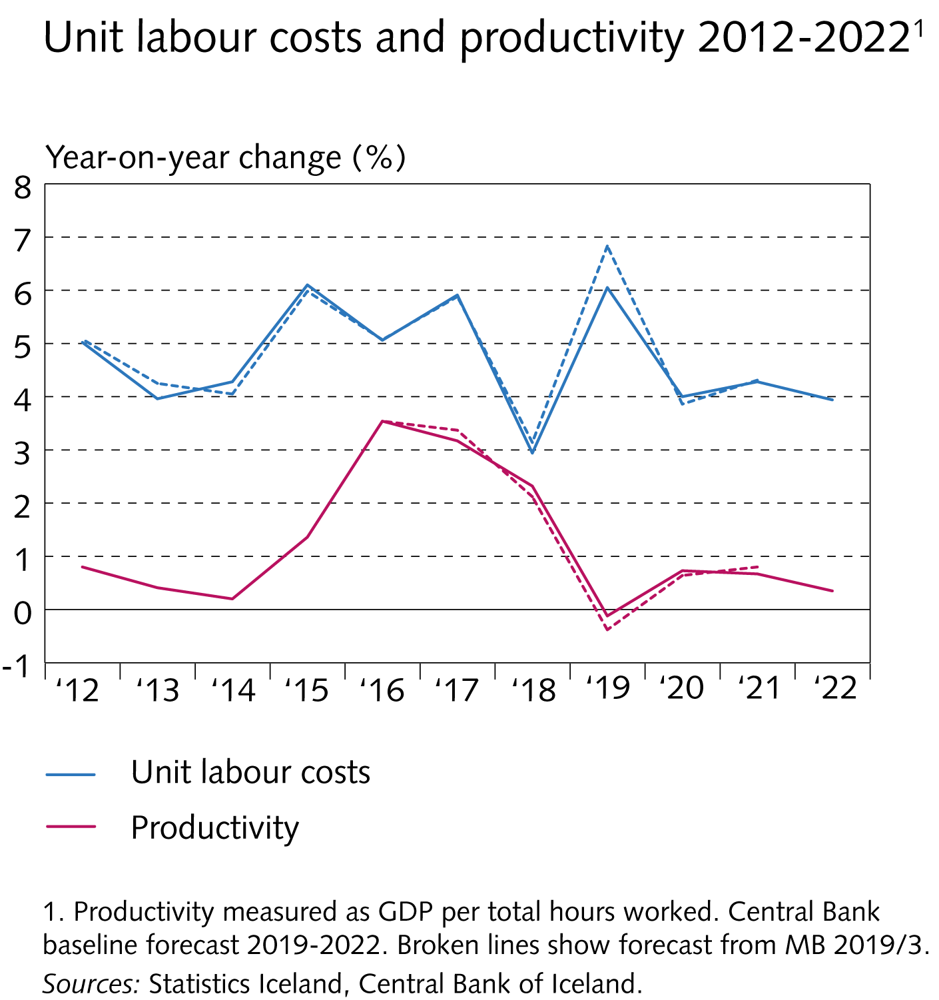 Unit labour costs and productivity 2012-2022¹
Year-on-year change (%)
8
7
6
5
4
3
2
1
0
-1
‘12 ‘13 ‘14 ‘15 ‘16 ‘17 ‘18 ‘19 ‘20 ‘21 ‘22
Unit labour costs
Productivity
1. Productivity measured as GDP per total hours worked. Central Bank
baseline forecast 2019-2022. Broken lines show forecast from MB 2019/3.
Sources: Statistics Iceland, Central Bank of Iceland.